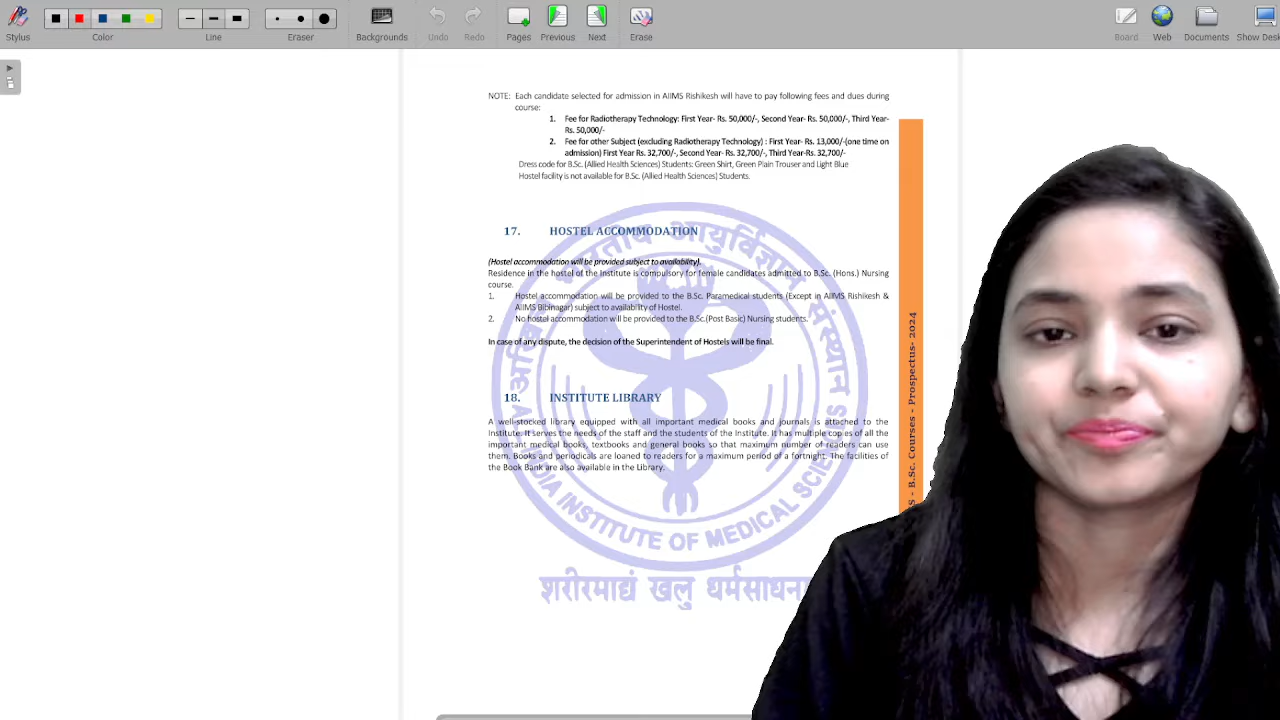 Stylus Color Line Eraser Backgrounds Undo Redo Pages Previous Next Erase Board Web Documents Show Desk
NOTE: Each candidate selected for admission in AIIMS Rishikesh will have to pay following fees and dues during
course:
1. Fee for Radiotherapy Technology: First Year- Rs. 50,000/-, Second Year- Rs. 50,000/-, Third Year-
Rs. 50,000/-
2. Fee for other Subject (excluding Radiotherapy Technology) : First Year- Rs. 13,000/-(one time on
admission) First Year Rs. 32,700/-, Second Year- Rs. 32,700/-, Third Year-Rs. 32,700/-
Dress code for B.Sc. (Allied Health Sciences) Students: Green Shirt, Green Plain Trouser and Light Blue
Hostel facility is not available for B.Sc. (Allied Health Sciences) Students.
17. HOSTEL ACCOMMODATION
(Hostel accommodation will be provided subject to availability).
Residence in the hostel of the Institute is compulsory for female candidates admitted to B.Sc. (Hons.) Nursing
course.
1. Hostel accommodation will be provided to the B.Sc. Paramedical students (Except in AIIMS Rishikesh &
AIIMS Bibinagar) subject to availability of Hostel.
2. No hostel accommodation will be provided to the B.Sc.(Post Basic) Nursing students.
In case of any dispute, the decision of the Superintendent of Hostels will be final.
18. INSTITUTE LIBRARY
A well-stocked library equipped with all important medical books and journals is attached to the
Institute. It serves the needs of the staff and the students of the Institute. It has multiple copies of all the
important medical books, textbooks and general books so that maximum number of readers can use
them. Books and periodicals are loaned to readers for a maximum period of a fortnight. The facilities of
the Book Bank are also available in the Library.
S - B.Sc. Courses - Prospectus- 2024
भारतीय आयुर्विज्ञान संस्थान
INDIA INSTITUTE OF MEDICAL SCIENCES
शरीरमाद्यं खलु धर्मसाधन